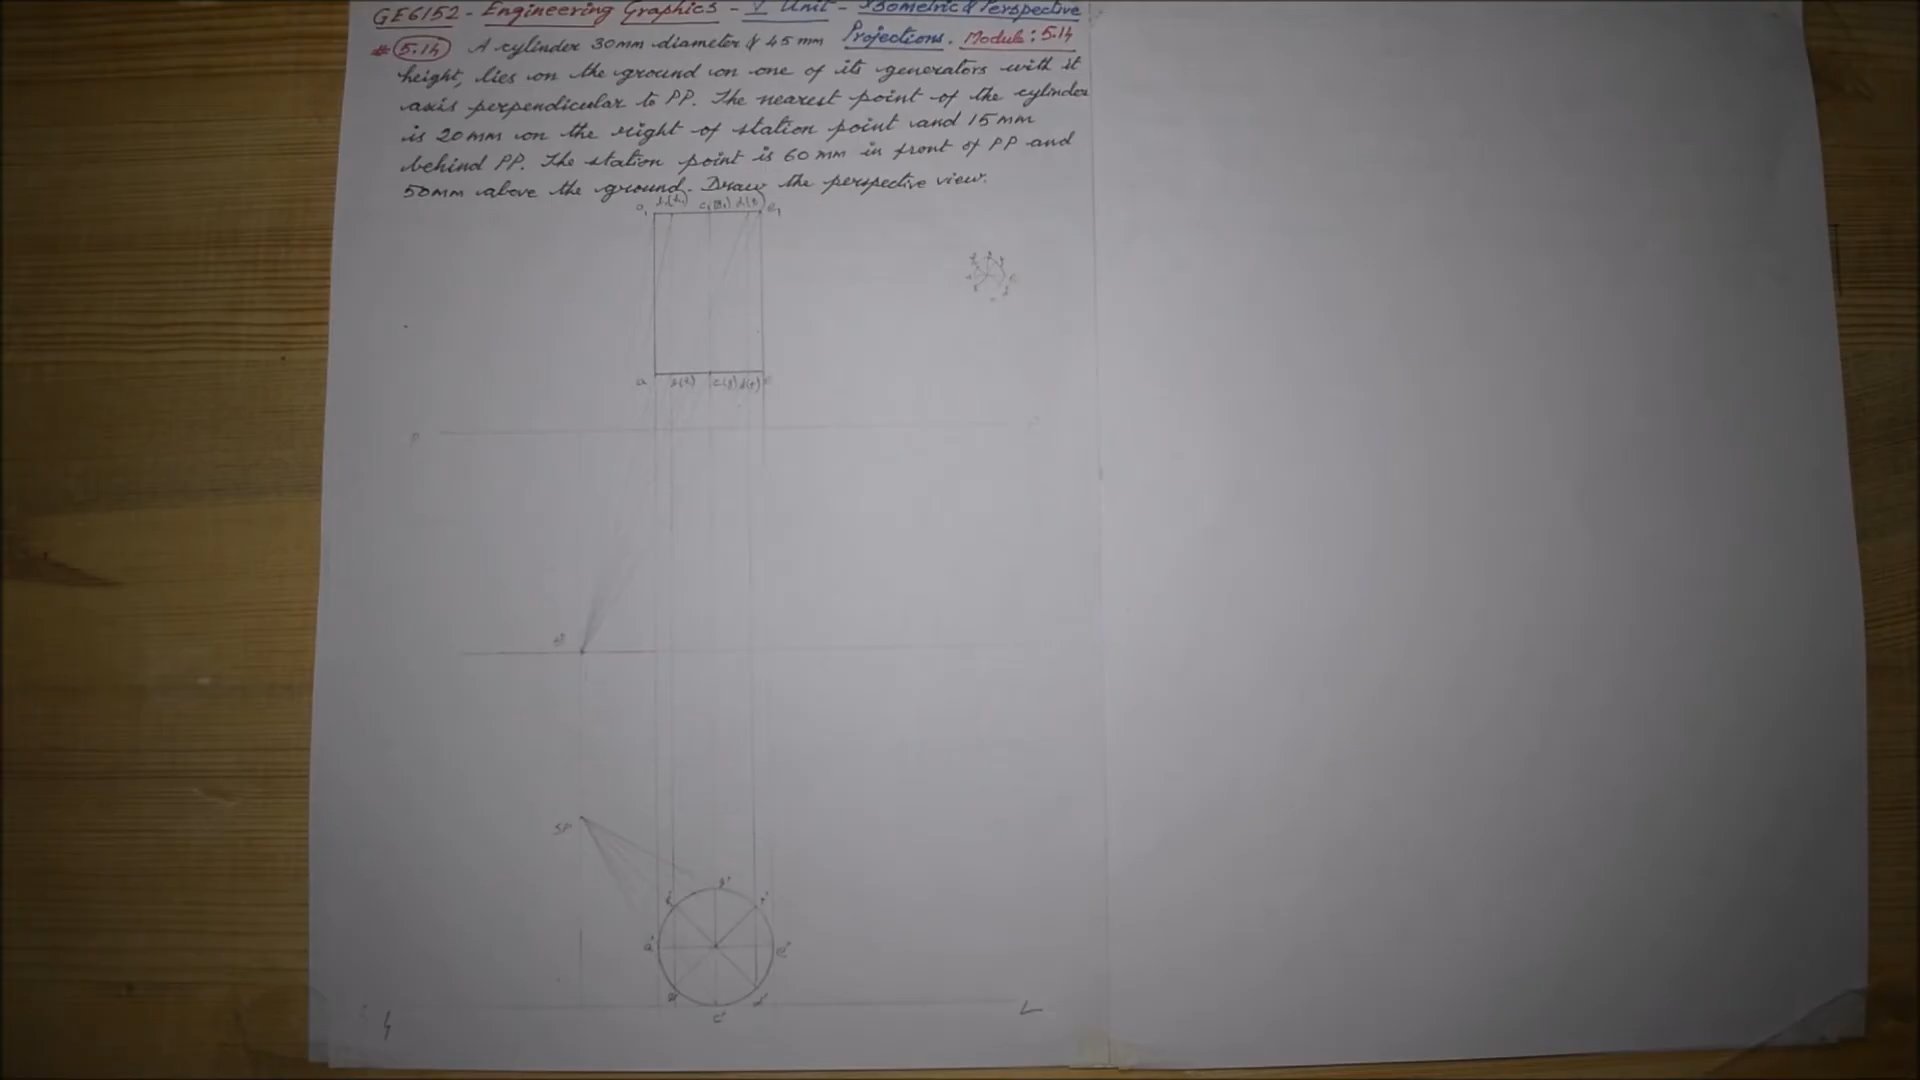 GE6152 - Engineering Graphics - V Unit - Isometric & Perspective
# 5.14 A cylinder 30mm diameter & 45 mm Projections. Module: 5.14
height, lies on the ground on one of its generators with it
axis perpendicular to PP. The nearest point of the cylinder
is 20mm on the right of station point and 15mm
behind PP. The station point is 60mm in front of PP and
50mm above the ground. Draw the perspective view.
a b(h) c(g) d(f)
P
SP
g'
f'
a' e'
d'
c'
L